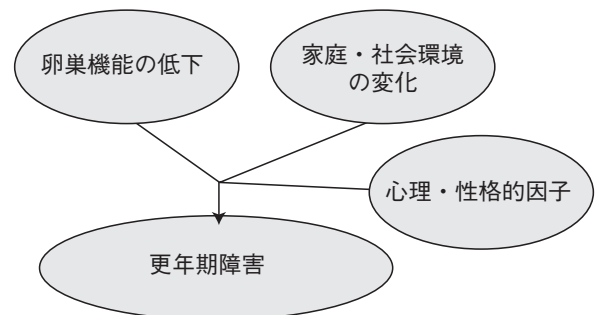 卵巣機能の低下
家庭・社会環境
の変化
心理・性格的因子
更年期障害